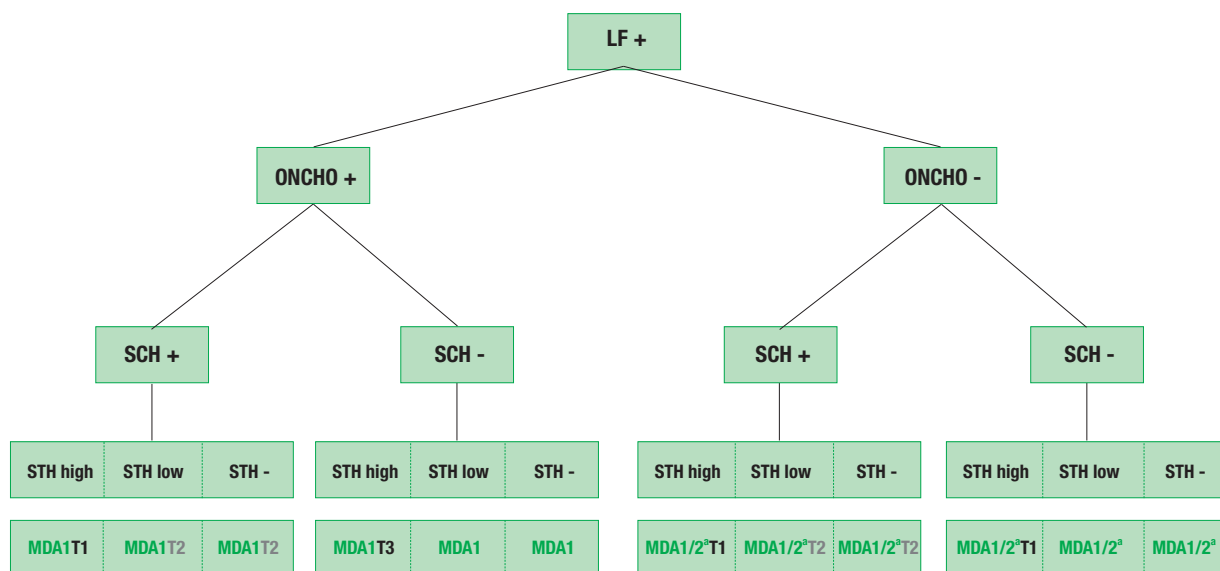 LF +
ONCHO +
ONCHO -
SCH +
SCH -
SCH +
SCH -
STH high STH low STH -
STH high STH low STH -
STH high STH low STH -
STH high STH low STH -
MDA1T1 MDA1T2 MDA1T2
MDA1T3 MDA1 MDA1
MDA1/2ᵃT1 MDA1/2ᵃT2 MDA1/2ᵃT2
MDA1/2ᵃT1 MDA1/2ᵃ MDA1/2ᵃ